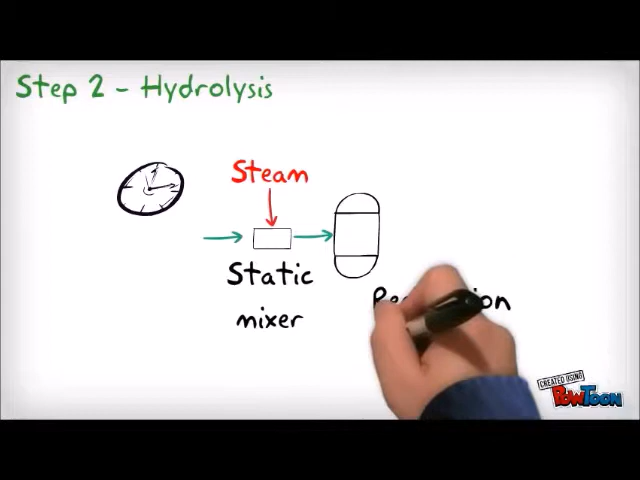 Step 2 - Hydrolysis
Steam
Static
mixer
CREATED USING
POWTOON